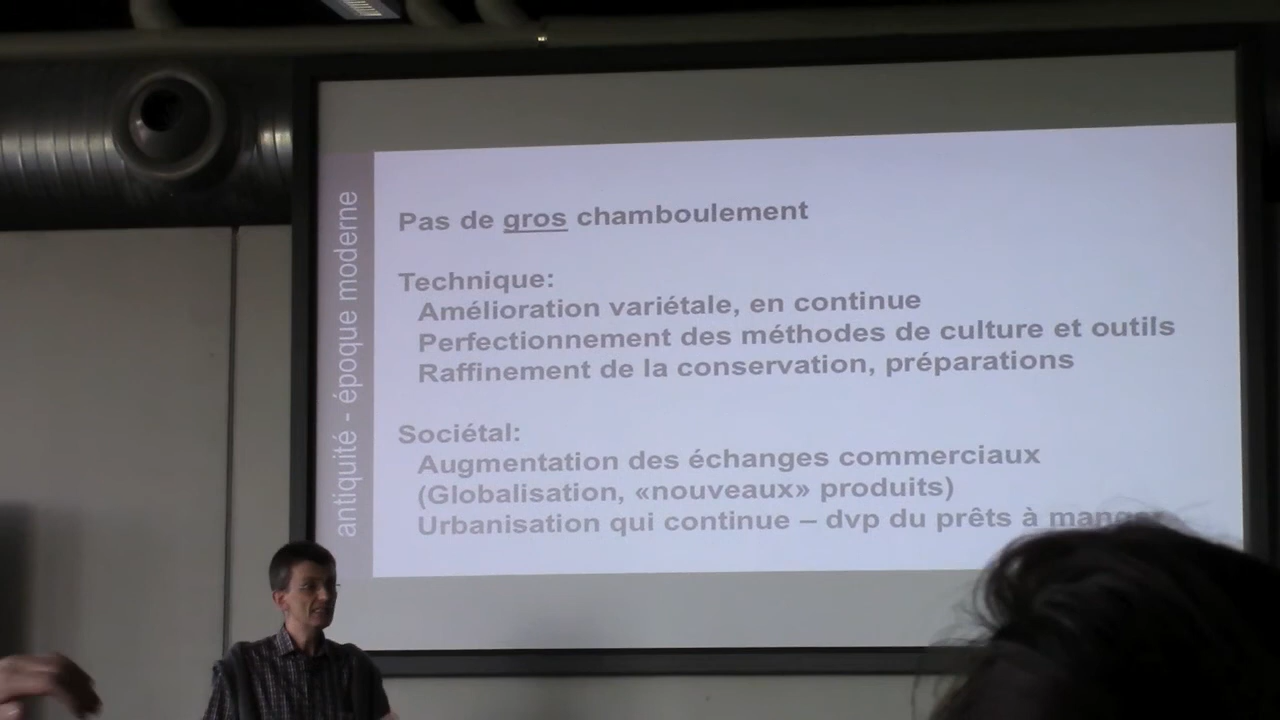 antiquité - époque moderne
Pas de gros chamboulement
Technique:
Amélioration variétale, en continue
Perfectionnement des méthodes de culture et outils
Raffinement de la conservation, préparations
Sociétal:
Augmentation des échanges commerciaux
(Globalisation, «nouveaux» produits)
Urbanisation qui continue – dvp du prêts à manger